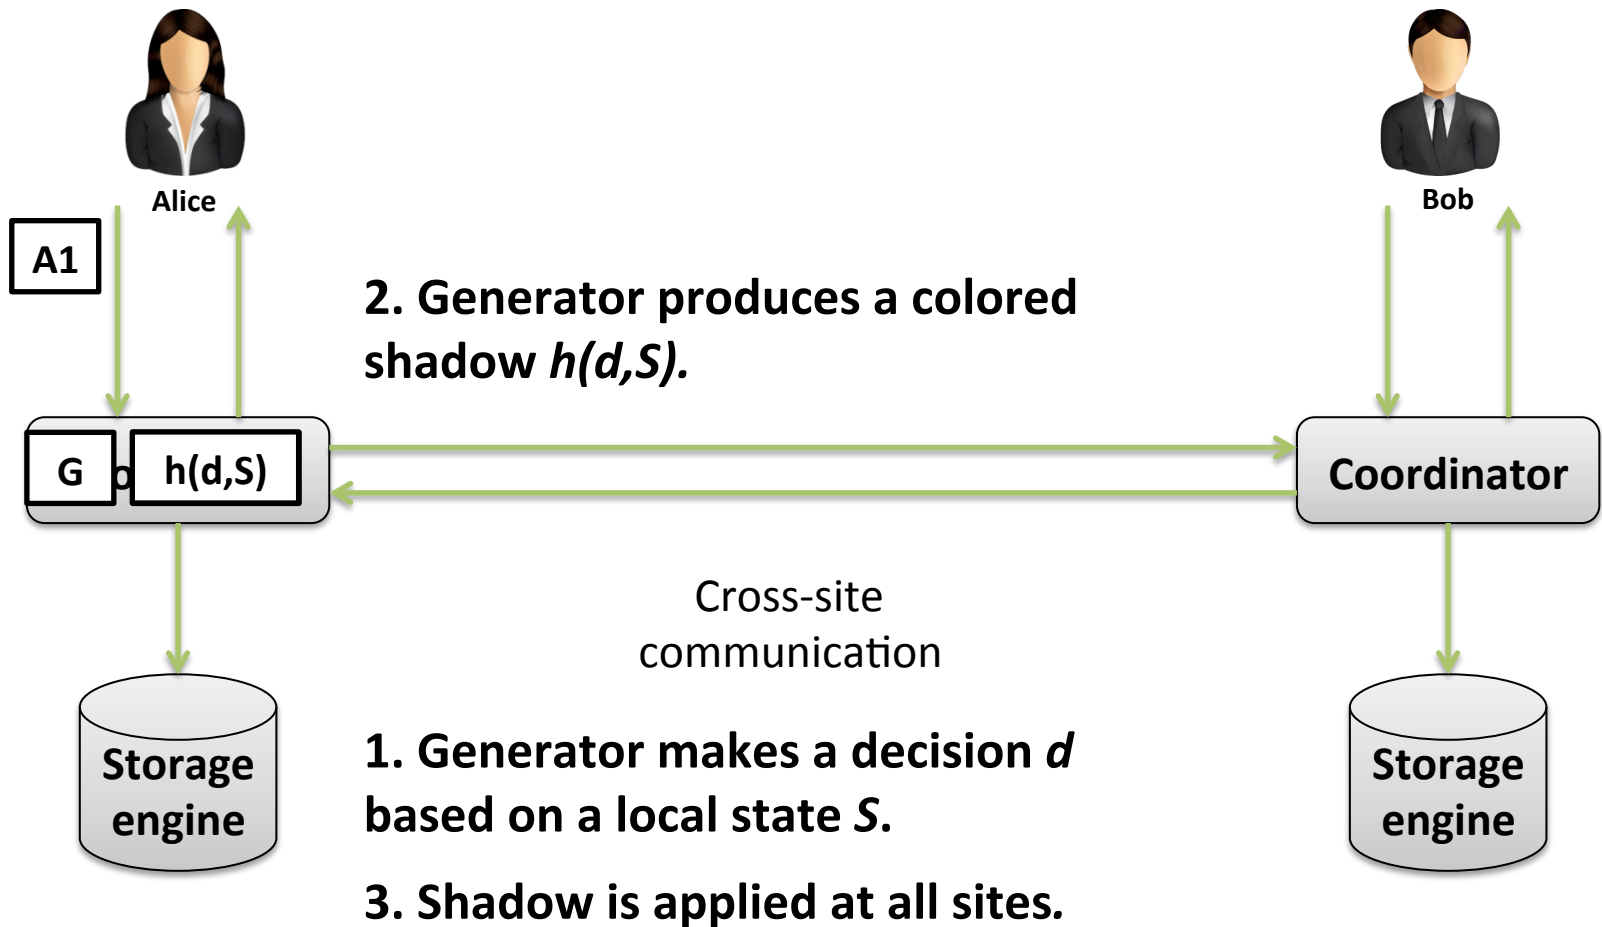 Alice
Bob
A1
2. Generator produces a colored
shadow h(d,S).
G
o
h(d,S)
Coordinator
Cross-site
communication
1. Generator makes a decision d
based on a local state S.
Storage
engine
Storage
engine
3. Shadow is applied at all sites.